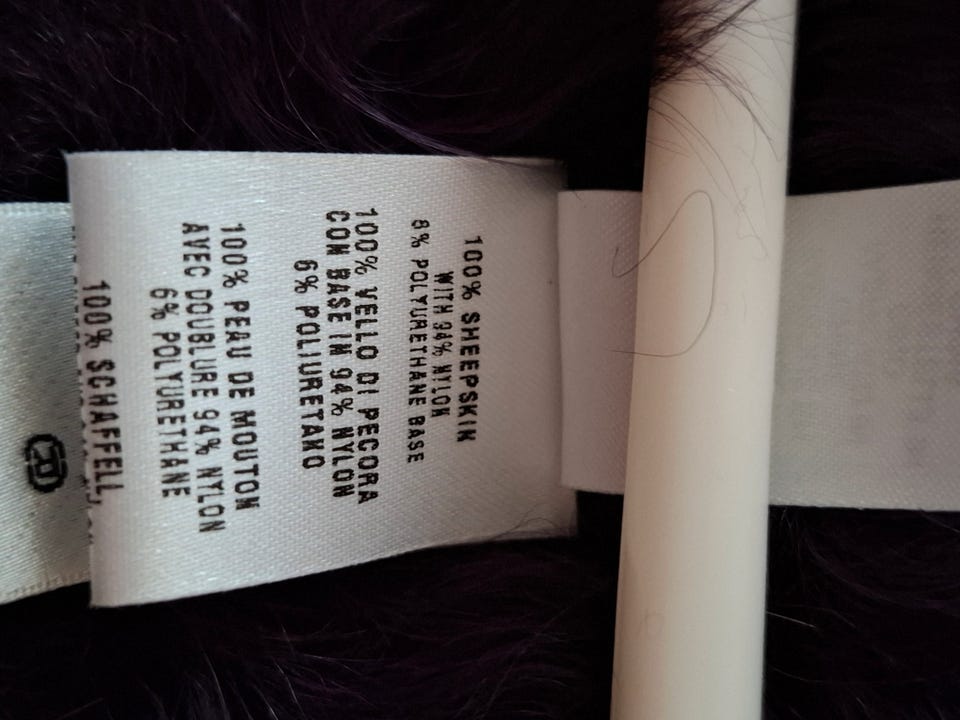 100% SHEEPSKIN
WITH 94% NYLON
6% POLYURETHANE BASE
100% VELLO DI PECORA
CON BASE IN 94% NYLON
6% POLIURETANO
100% PEAU DE MOUTON
AVEC DOUBLURE 94% NYLON
6% POLYURETHANE
100% SCHAFFELL,